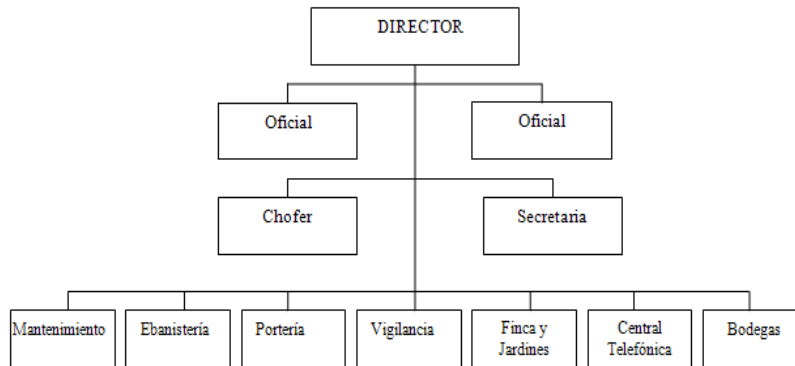 DIRECTOR
Oficial
Oficial
Chofer
Secretaria
Mantenimiento
Ebanistería
Portería
Vigilancia
Finca y
Jardines
Central
Telefónica
Bodegas